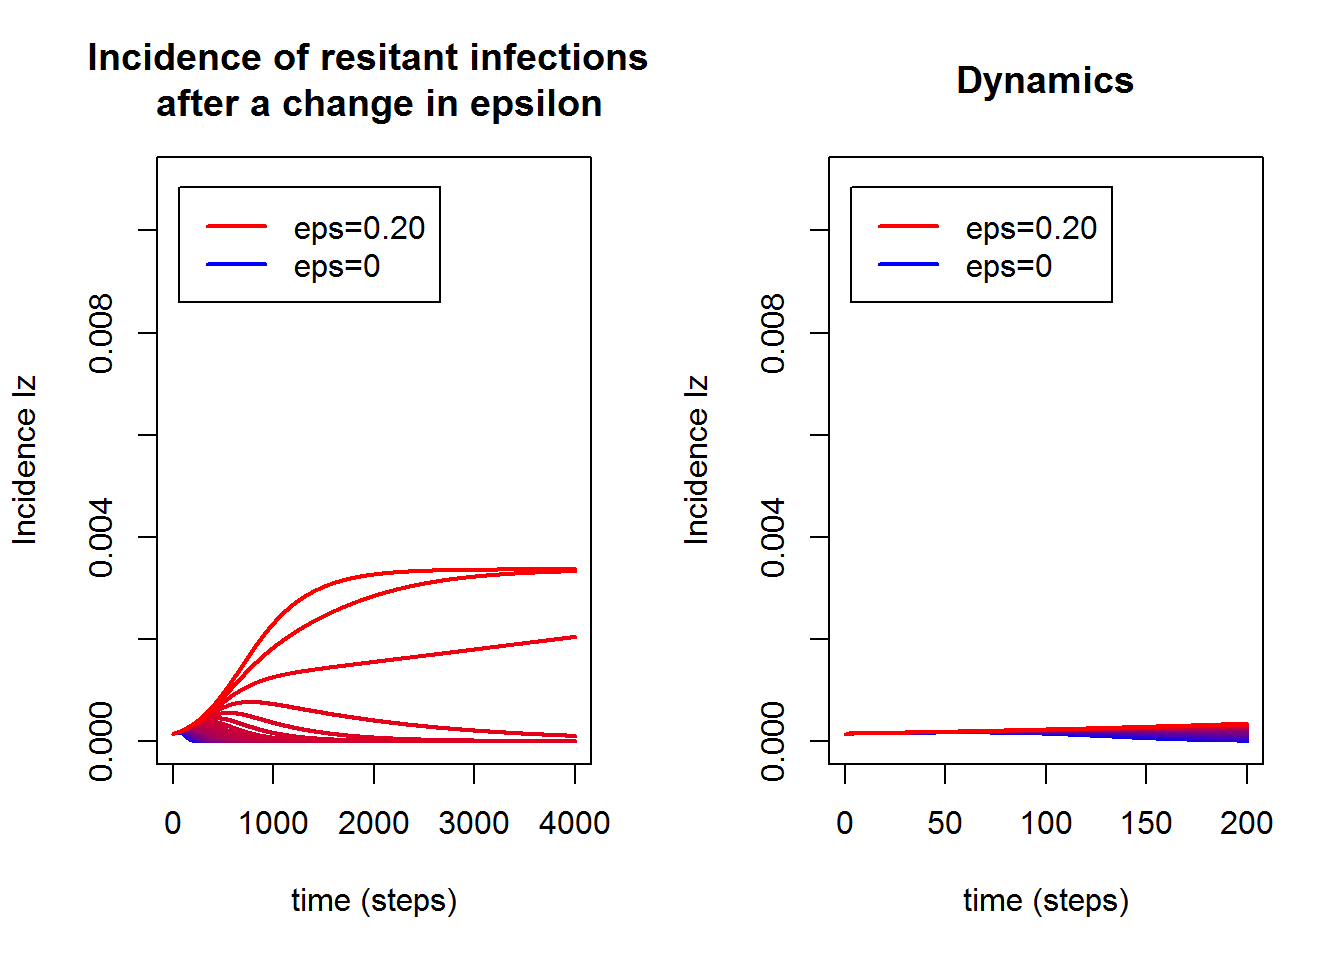 Incidence of resitant infections
after a change in epsilon
eps=0.20
eps=0
Incidence Iz
0.000
0.004
0.008
0
1000
2000
3000
4000
time (steps)
Dynamics
eps=0.20
eps=0
Incidence Iz
0.000
0.004
0.008
0
50
100
150
200
time (steps)